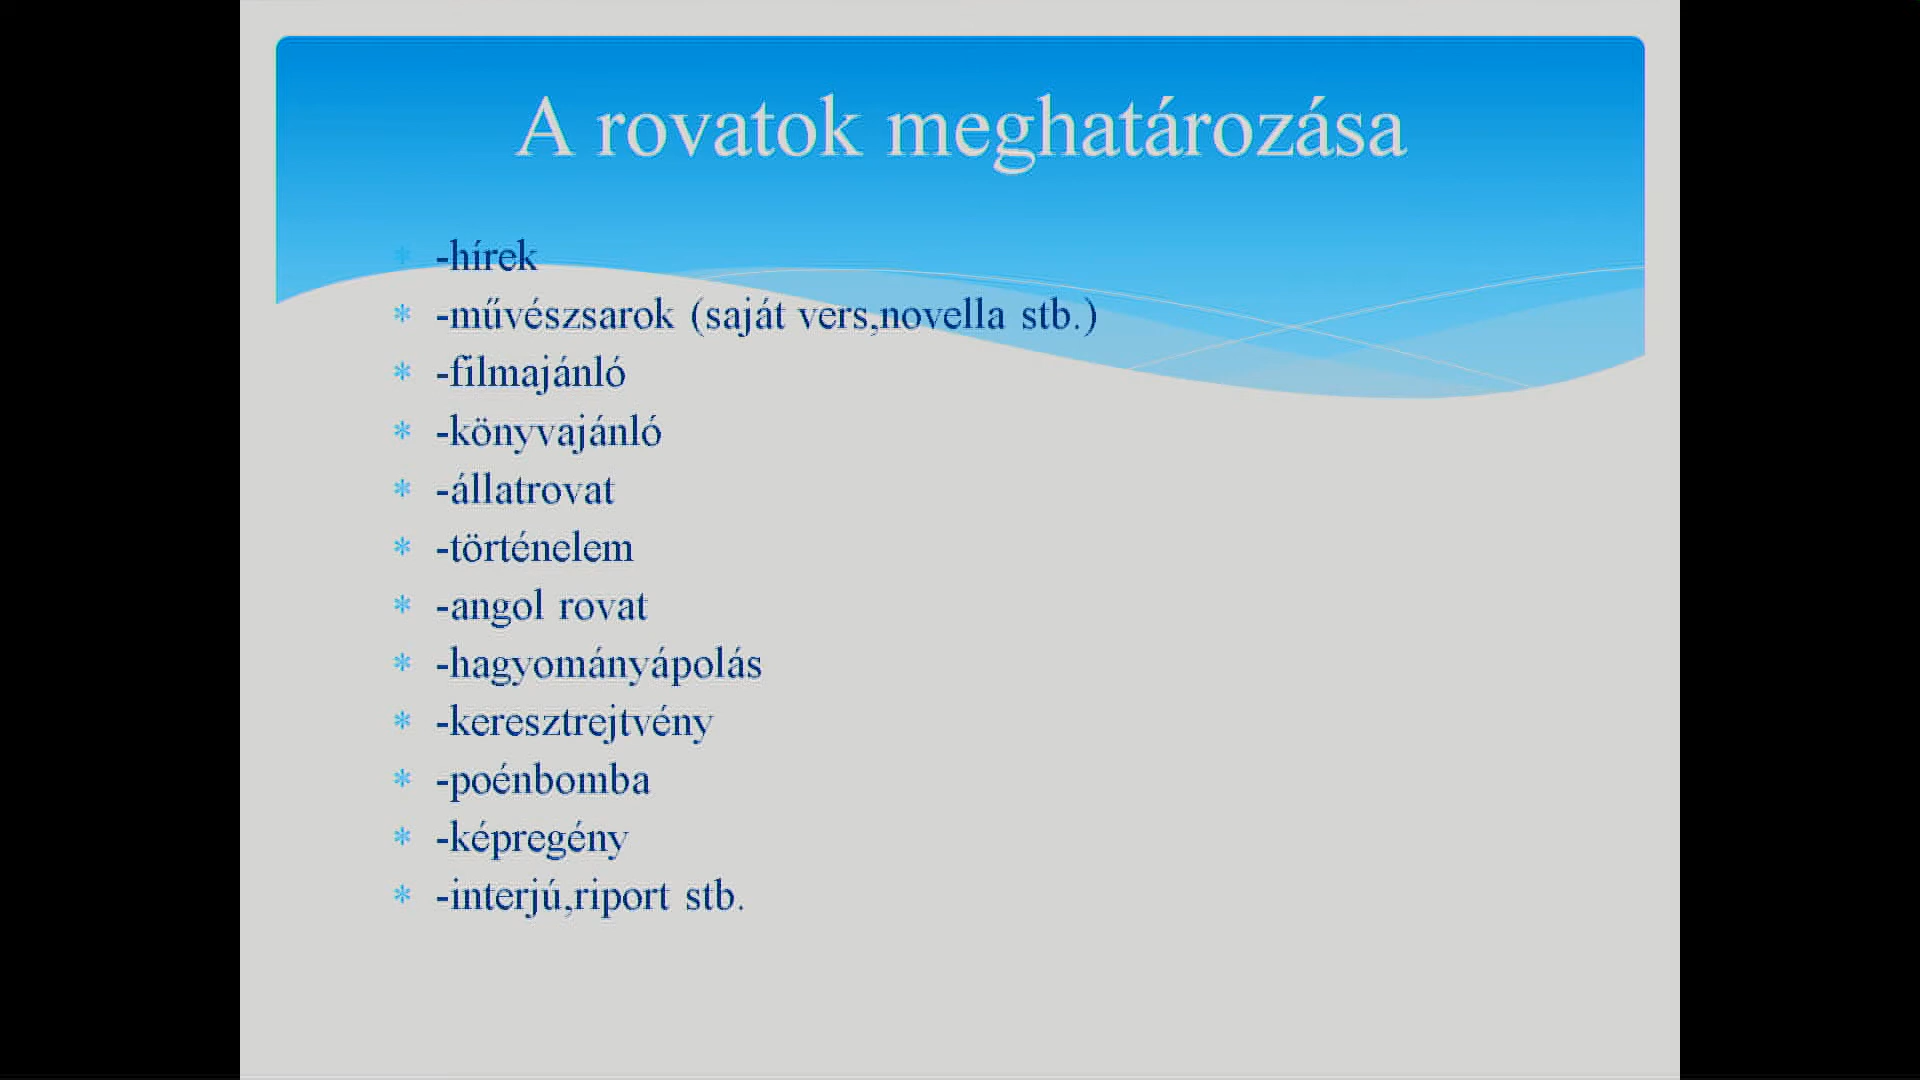 A rovatok meghatározása
* -hírek
* -művészsarok (saját vers,novella stb.)
* -filmajánló
* -könyvajánló
* -állatrovat
* -történelem
* -angol rovat
* -hagyományápolás
* -keresztrejtvény
* -poénbomba
* -képregény
* -interjú,riport stb.